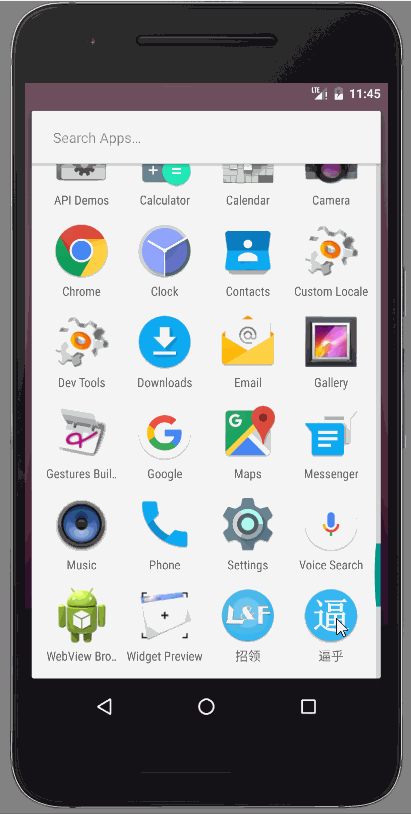 LTE 11:45
Search Apps...
API Demos Calculator Calendar Camera
Chrome Clock Contacts Custom Locale
@
Dev Tools Downloads Email Gallery
G G
Gestures Buil.. Google Maps Messenger
Music Phone Settings Voice Search
L&F 逼
WebView Bro.. Widget Preview 招领 逼乎